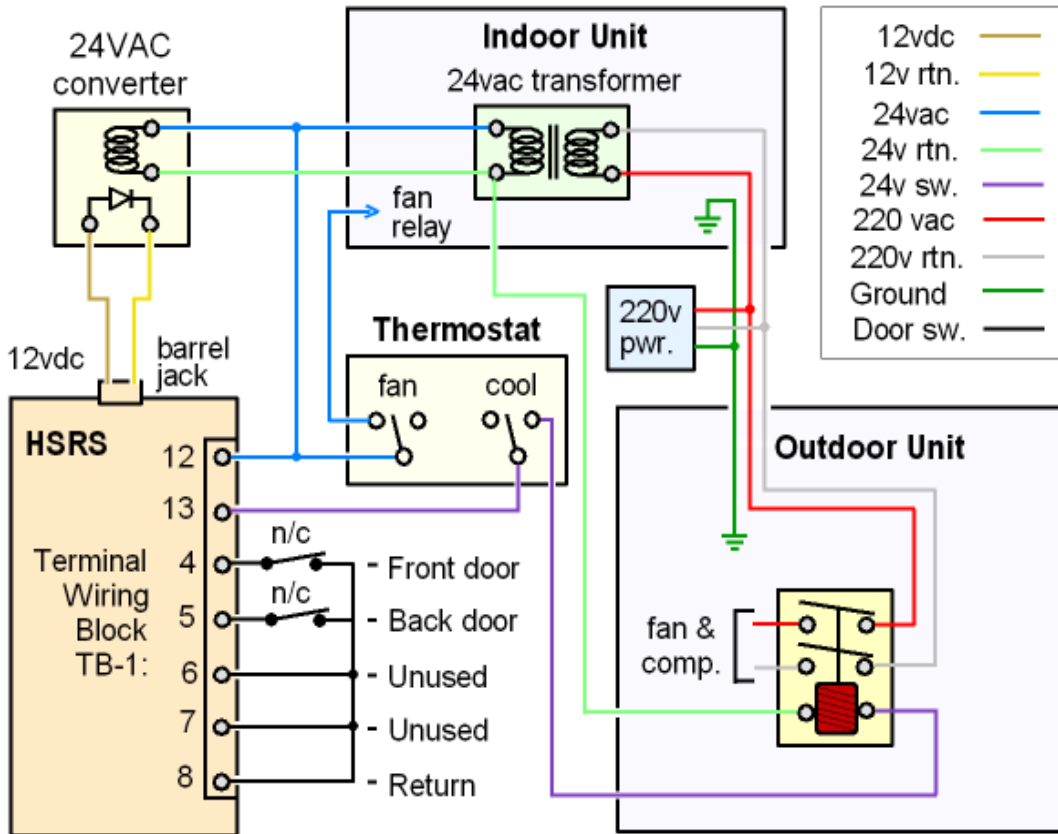 24VAC
converter
Indoor Unit
24vac transformer
fan
relay
12vdc
12v rtn.
24vac
24v rtn.
24v sw.
220 vac
220v rtn.
Ground
Door sw.
220v
pwr.
12vdc
barrel
jack
Thermostat
fan
cool
HSRS
12
13
4
5
6
7
8
Terminal
Wiring
Block
TB-1:
n/c
- Front door
n/c
- Back door
- Unused
- Unused
- Return
Outdoor Unit
fan &
comp.